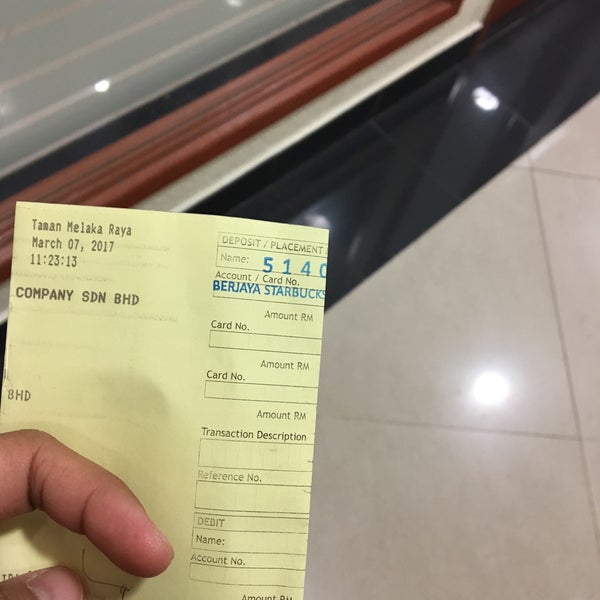 Taman Melaka Raya
March 07, 2017
11:23:13
COMPANY SDN BHD
BHD
DEPOSIT / PLACEMENT
Name: 5140
Account / Card No.
BERJAYA STARBUCKS
Amount RM
Card No.
Amount RM
Card No.
Amount RM
Transaction Description
Reference No.
DEBIT
Name:
Account No.
Amount RM